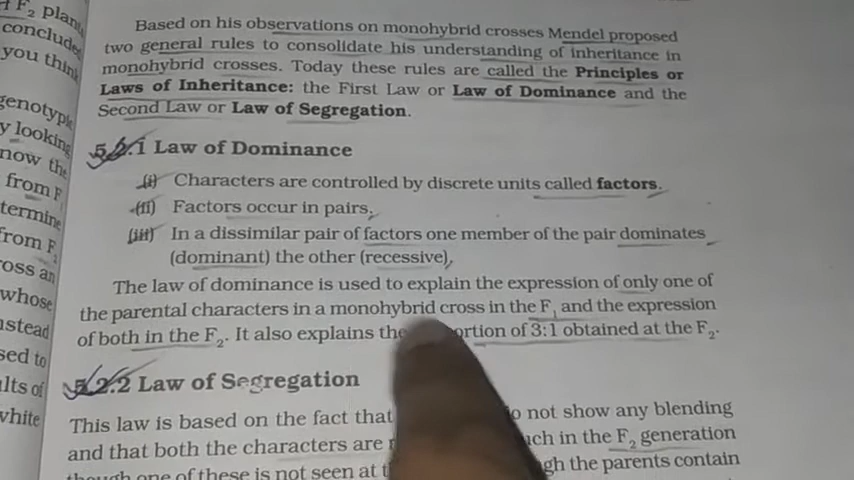 F₂ plant
conclude
you think
genotype
y looking
now the
from F
termine
from F₂
oss an
whose
nstead
sed to
lts of
white
Based on his observations on monohybrid crosses Mendel proposed
two general rules to consolidate his understanding of inheritance in
monohybrid crosses. Today these rules are called the Principles or
Laws of Inheritance: the First Law or Law of Dominance and the
Second Law or Law of Segregation.
5.2.1 Law of Dominance
(i) Characters are controlled by discrete units called factors.
(ii) Factors occur in pairs.
(iii) In a dissimilar pair of factors one member of the pair dominates
(dominant) the other (recessive).
The law of dominance is used to explain the expression of only one of
the parental characters in a monohybrid cross in the F₁ and the expression
of both in the F₂. It also explains the ortion of 3:1 obtained at the F₂.
5.2.2 Law of Segregation
This law is based on the fact that o not show any blending
and that both the characters are ch in the F₂ generation
though one of these is not seen at t gh the parents contain